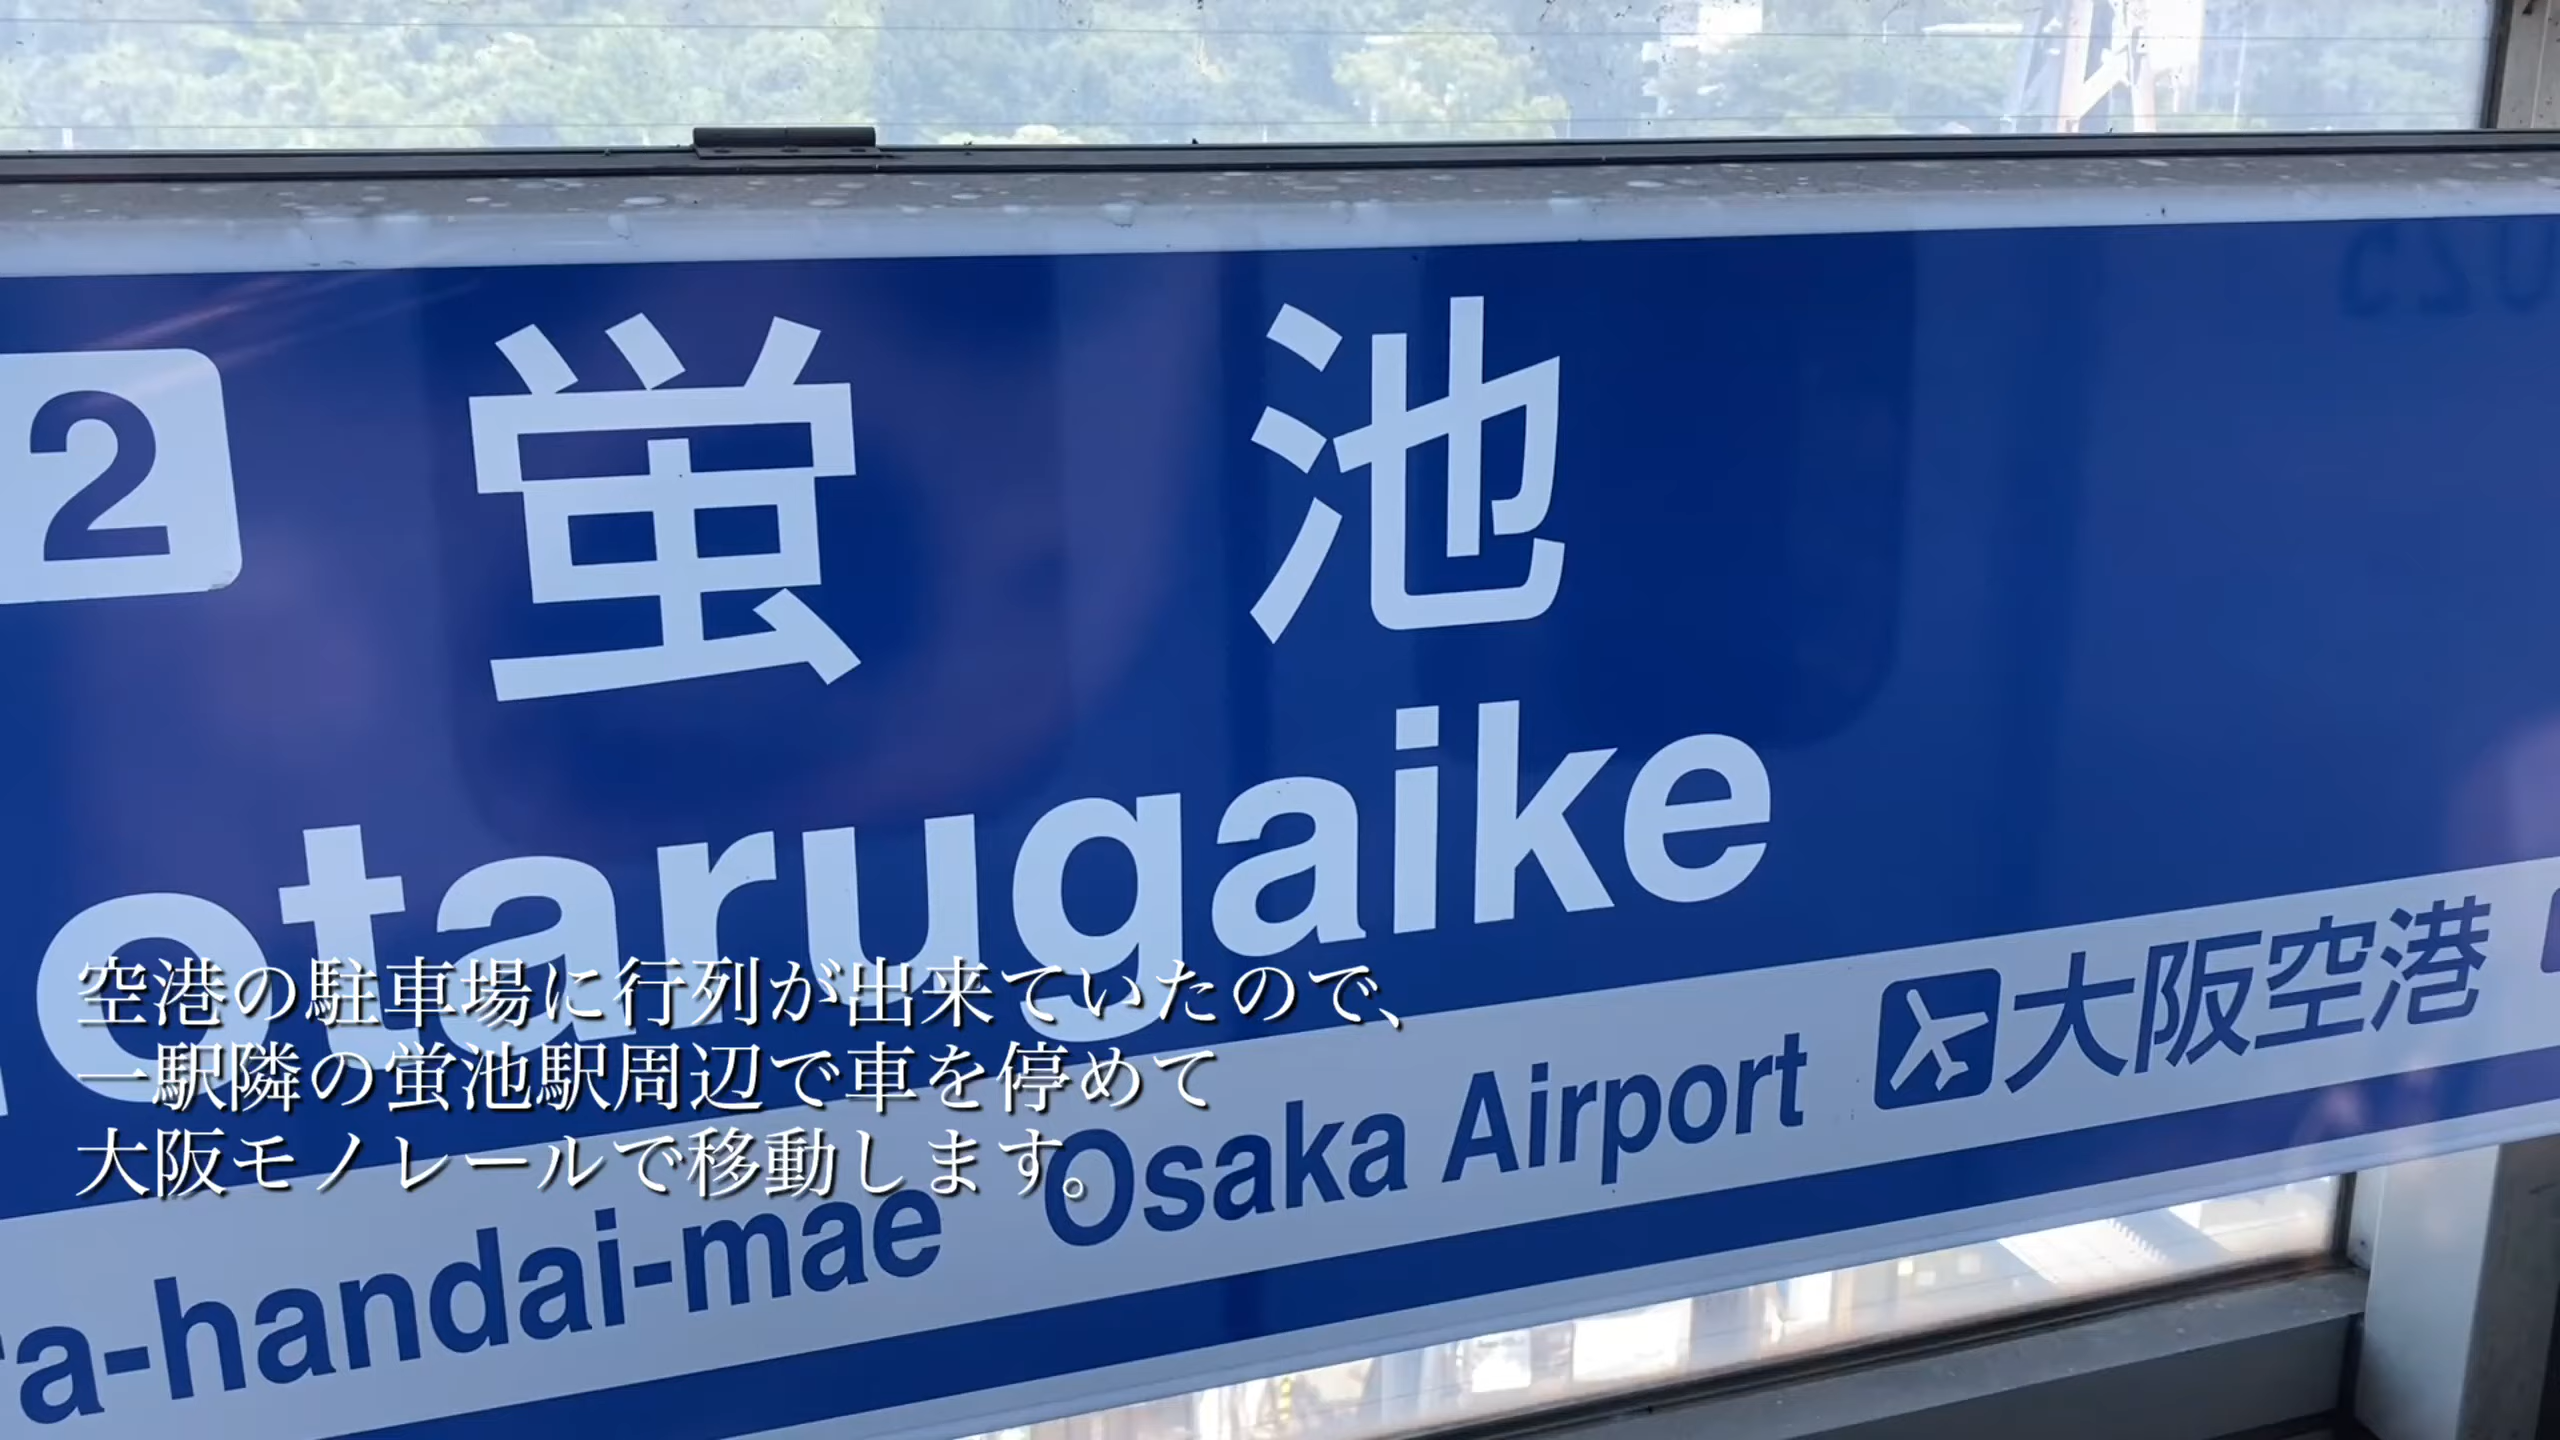 2
蛍池
otarugaike
空港の駐車場に行列が出来ていたので、
一駅隣の蛍池駅周辺で車を停めて
大阪モノレールで移動します。
a-handai-mae
Osaka Airport 大阪空港